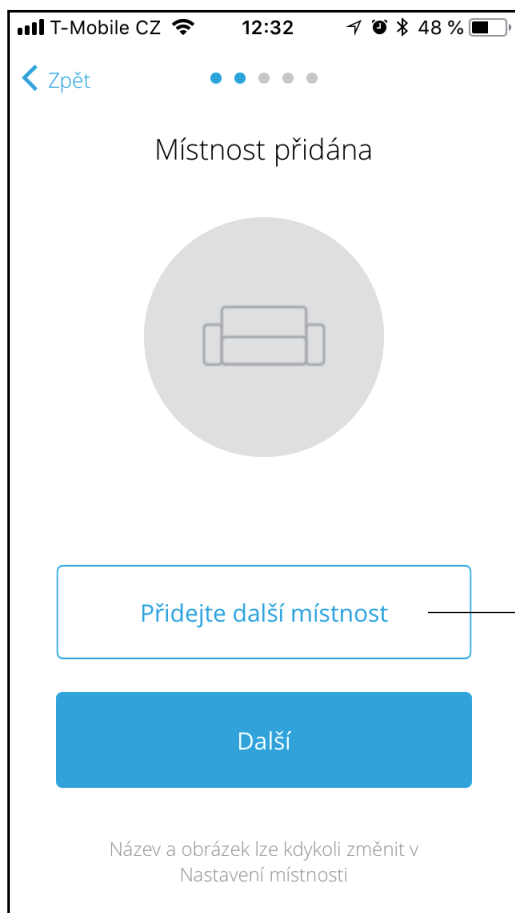 T-Mobile CZ 12:32 48 %
Zpět
Místnost přidána
Přidejte další místnost
Další
Název a obrázek lze kdykoli změnit v
Nastavení místnosti